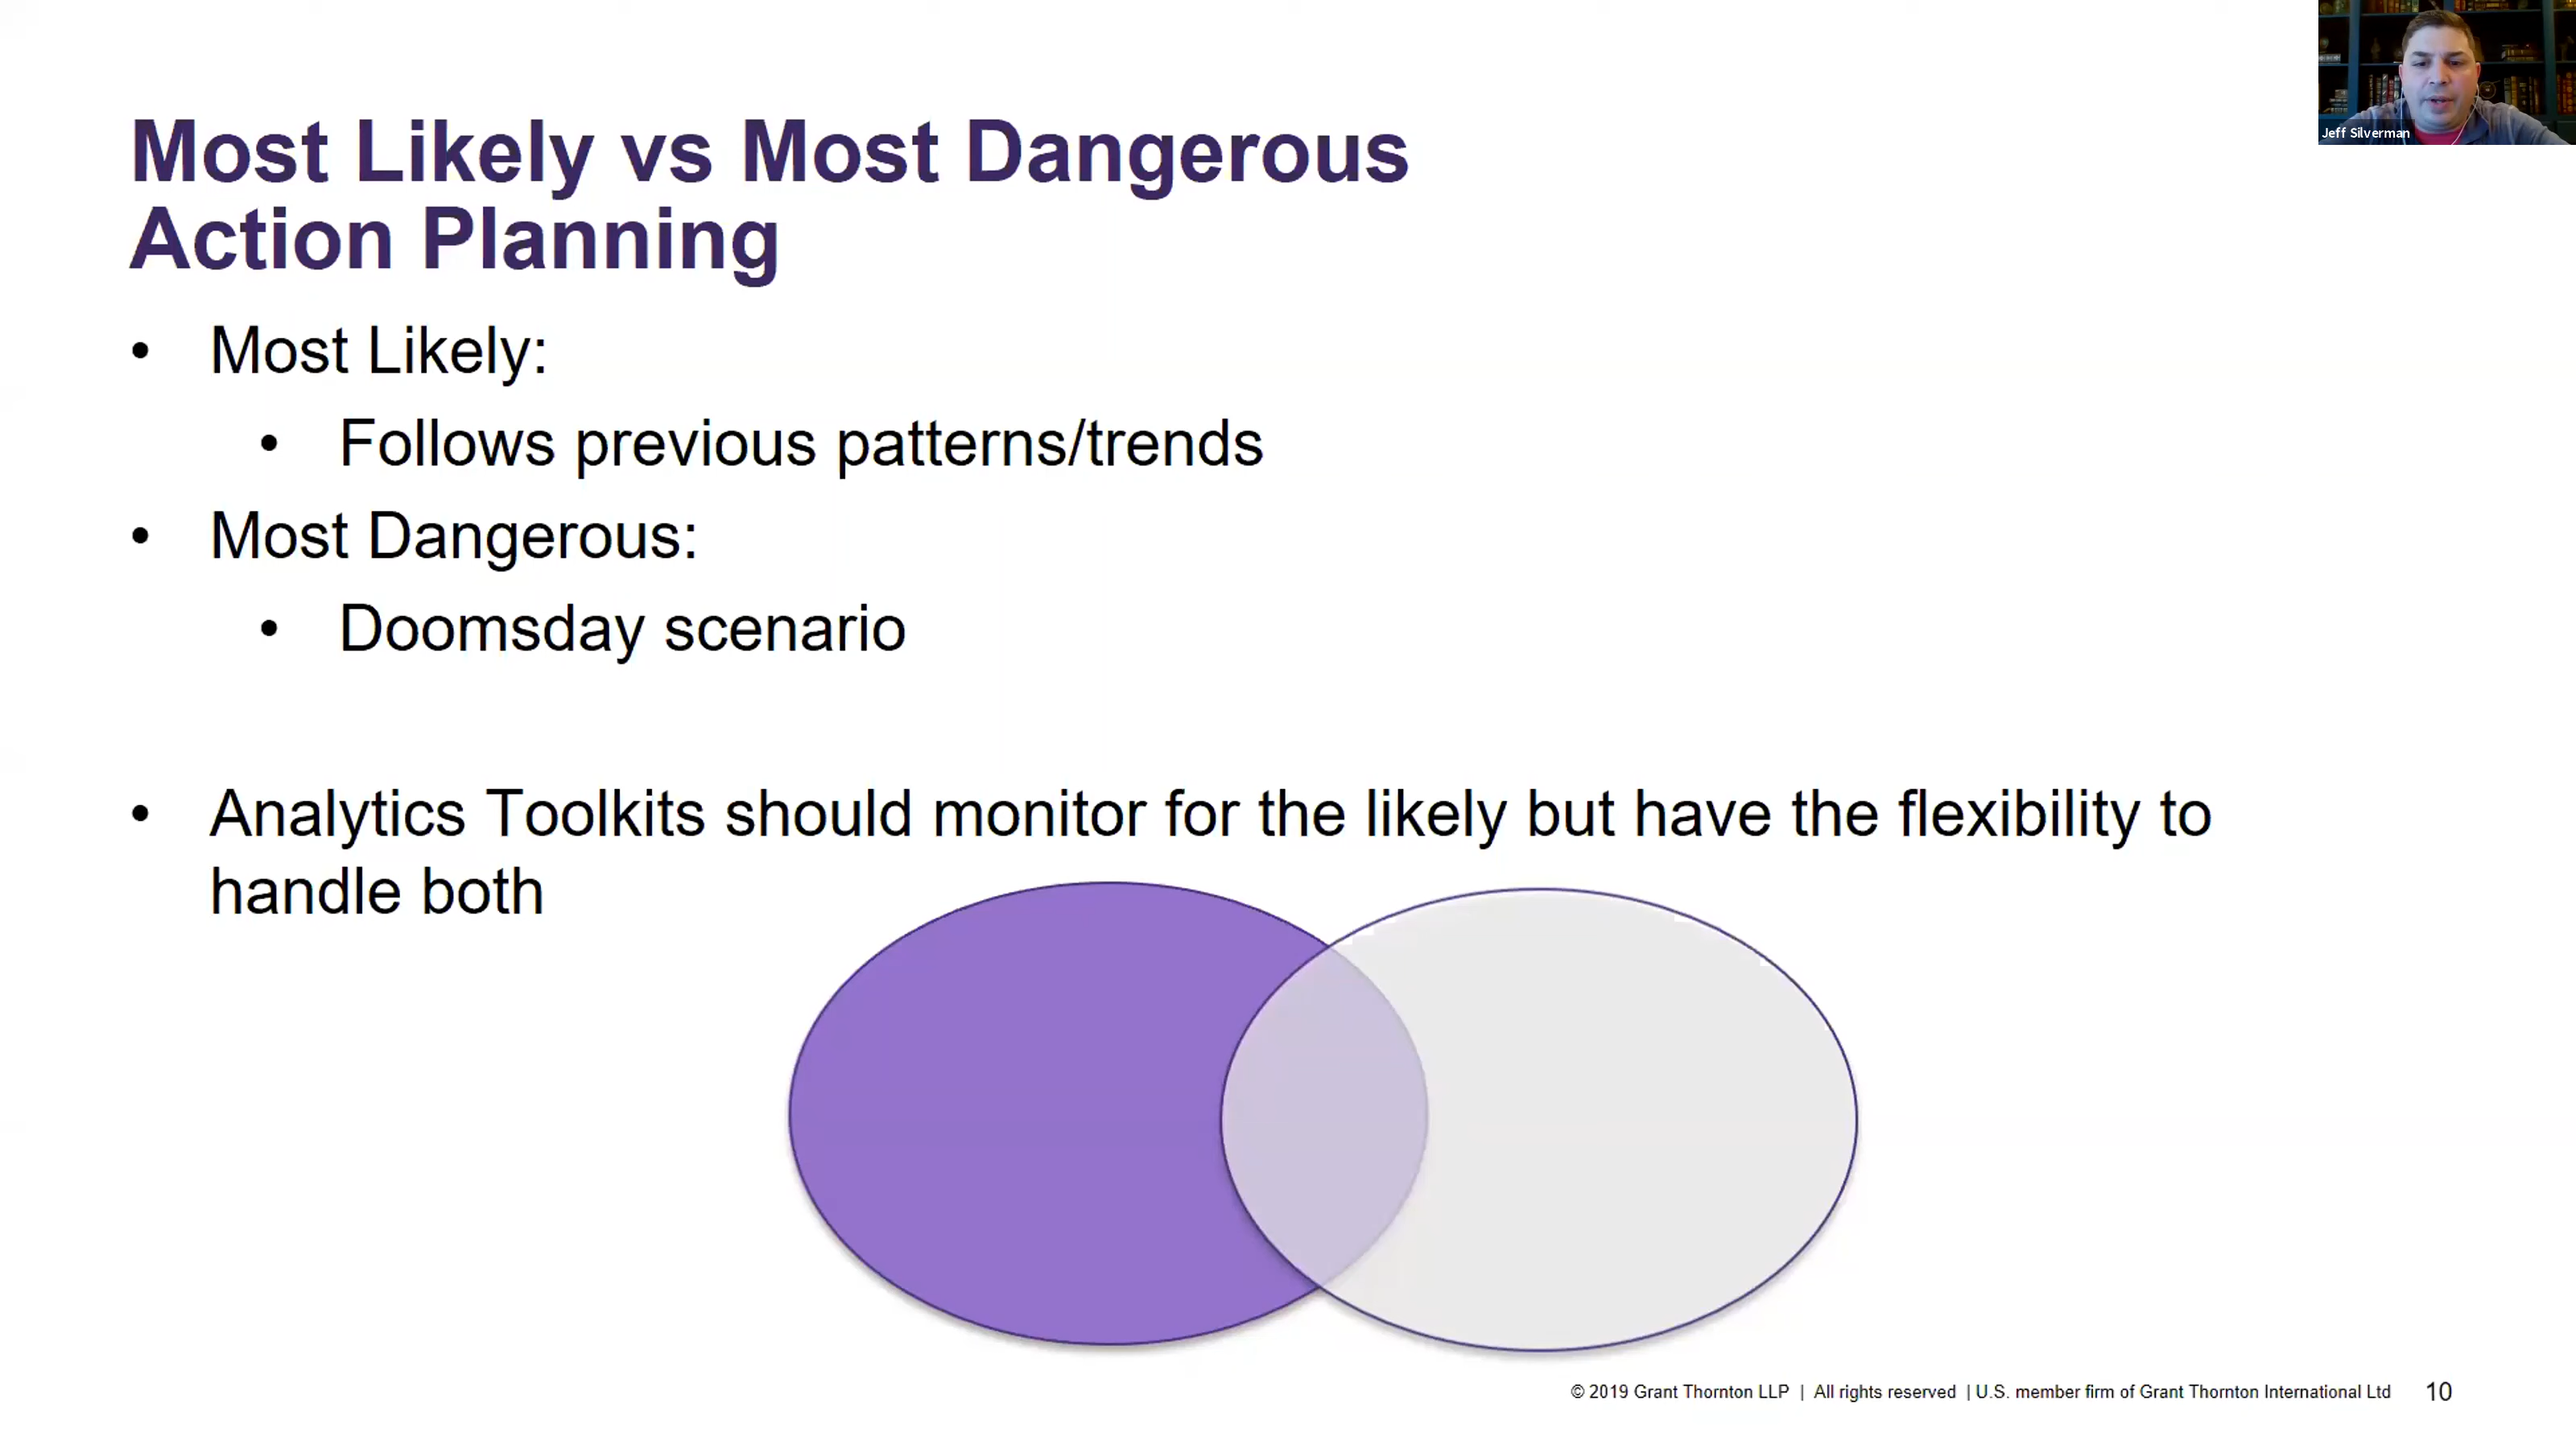 Jeff Silverman
Most Likely vs Most Dangerous
Action Planning
• Most Likely:
• Follows previous patterns/trends
• Most Dangerous:
• Doomsday scenario
• Analytics Toolkits should monitor for the likely but have the flexibility to
handle both
© 2019 Grant Thornton LLP | All rights reserved | U.S. member firm of Grant Thornton International Ltd 10